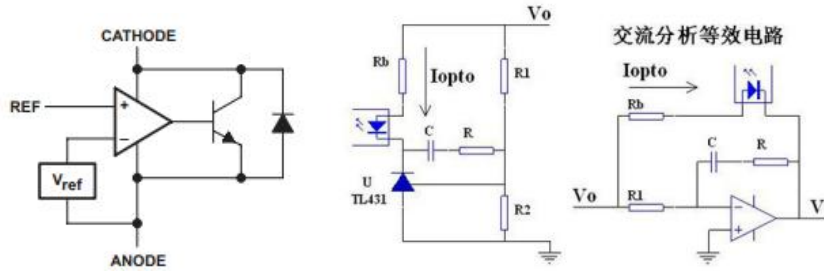 CATHODE
REF
+
−
Vref
ANODE
Vo
Rb
Iopto
R1
C
R
U
TL431
R2
交流分析等效电路
Iopto
Rb
C
R
Vo
R1
−
+
V